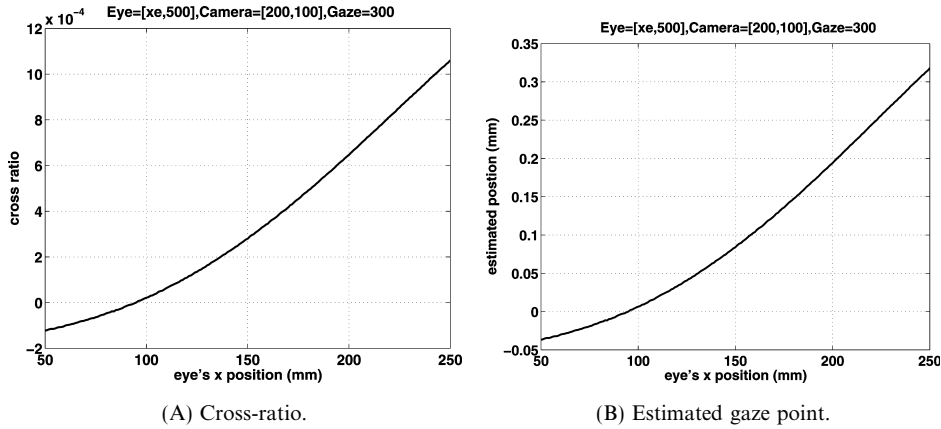 Eye=[xe,500],Camera=[200,100],Gaze=300
x 10⁻⁴
12
10
8
6
4
2
0
−2
cross ratio
50 100 150 200 250
eye's x position (mm)
(A) Cross-ratio.
Eye=[xe,500],Camera=[200,100],Gaze=300
0.35
0.3
0.25
0.2
0.15
0.1
0.05
0
−0.05
estimated postion (mm)
50 100 150 200 250
eye's x position (mm)
(B) Estimated gaze point.